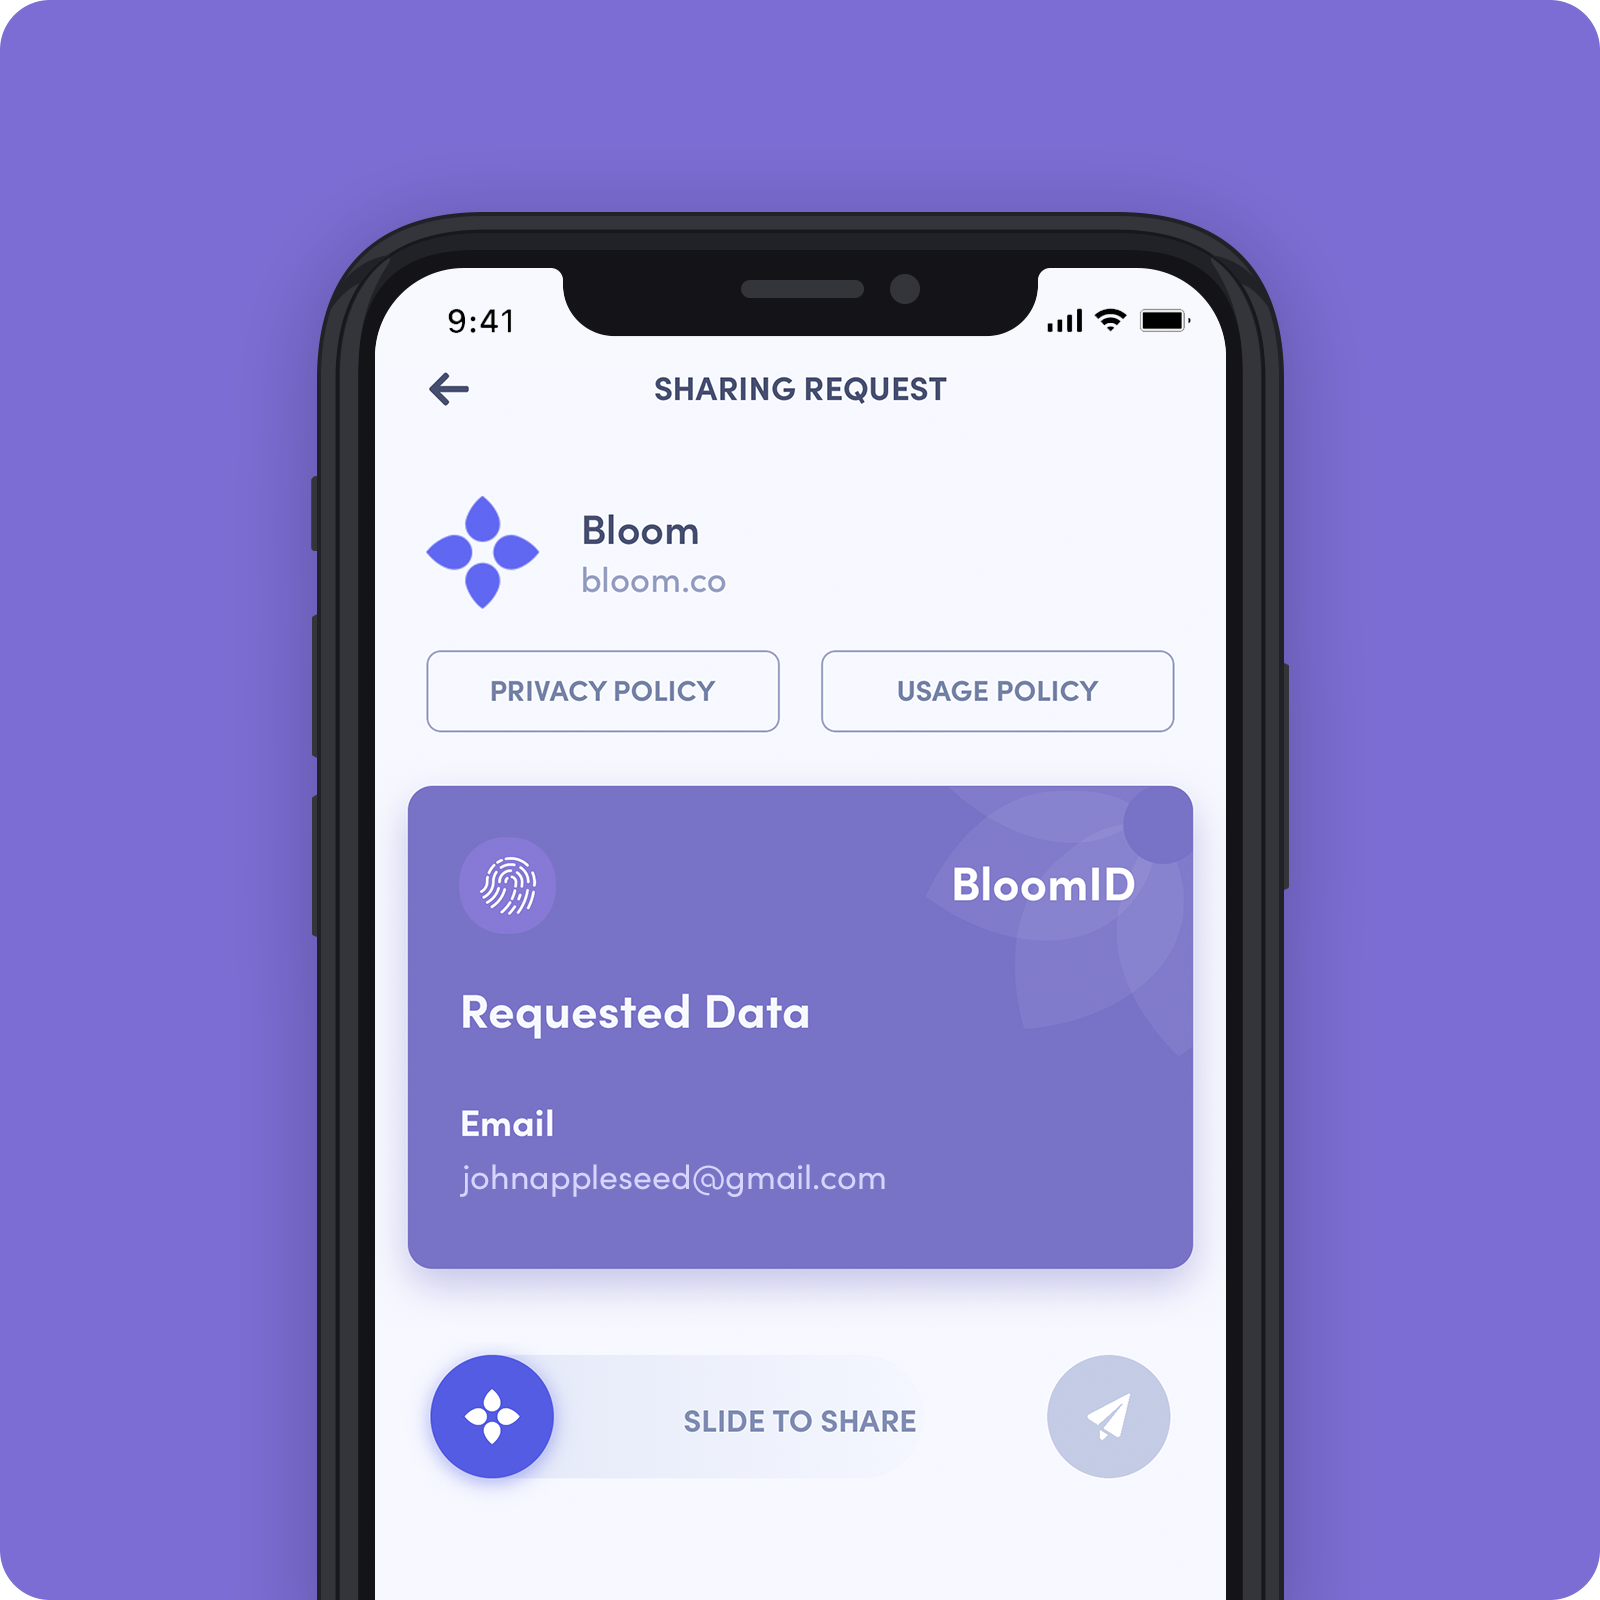 9:41
SHARING REQUEST
Bloom
bloom.co
PRIVACY POLICY
USAGE POLICY
BloomID
Requested Data
Email
johnappleseed@gmail.com
SLIDE TO SHARE